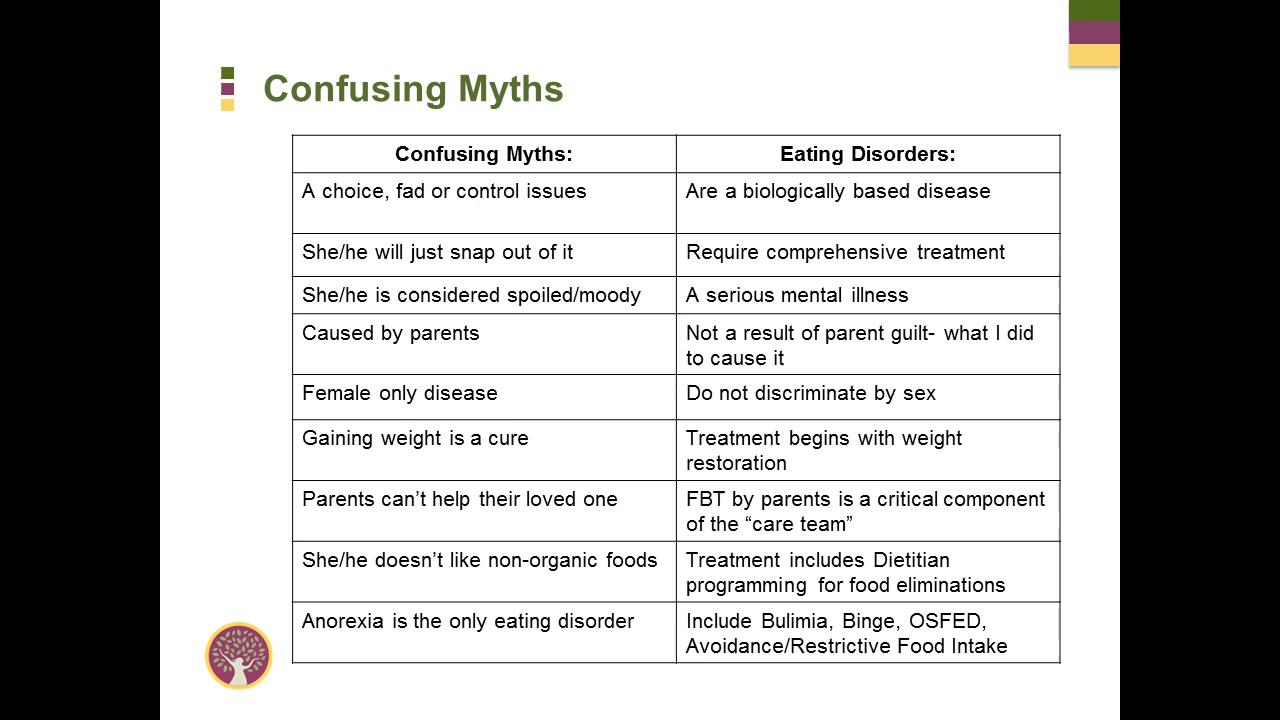 Confusing Myths
Confusing Myths:
Eating Disorders:
A choice, fad or control issues
Are a biologically based disease
She/he will just snap out of it
Require comprehensive treatment
She/he is considered spoiled/moody
A serious mental illness
Caused by parents
Not a result of parent guilt- what I did
to cause it
Female only disease
Do not discriminate by sex
Gaining weight is a cure
Treatment begins with weight
restoration
Parents can’t help their loved one
FBT by parents is a critical component
of the “care team”
She/he doesn’t like non-organic foods
Treatment includes Dietitian
programming for food eliminations
Anorexia is the only eating disorder
Include Bulimia, Binge, OSFED,
Avoidance/Restrictive Food Intake